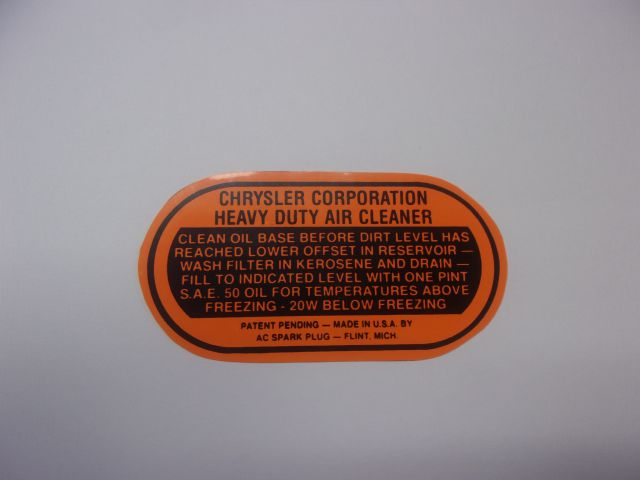 CHRYSLER CORPORATION
HEAVY DUTY AIR CLEANER
CLEAN OIL BASE BEFORE DIRT LEVEL HAS
REACHED LOWER OFFSET IN RESERVOIR —
WASH FILTER IN KEROSENE AND DRAIN —
FILL TO INDICATED LEVEL WITH ONE PINT
S.A.E. 50 OIL FOR TEMPERATURES ABOVE
FREEZING - 20W BELOW FREEZING
PATENT PENDING — MADE IN U.S.A. BY
AC SPARK PLUG — FLINT, MICH.